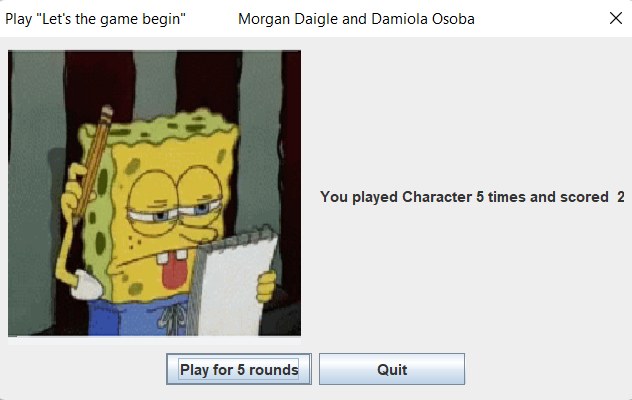 Play "Let's the game begin" Morgan Daigle and Damiola Osoba
You played Character 5 times and scored 2
Play for 5 rounds
Quit